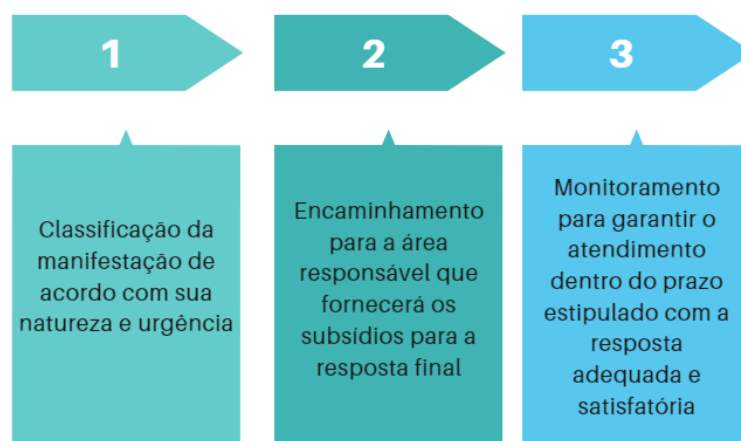 1
2
3
Classificação da
manifestação de
acordo com sua
natureza e urgência
Encaminhamento
para a área
responsável que
fornecerá os
subsídios para a
resposta final
Monitoramento
para garantir o
atendimento
dentro do prazo
estipulado com a
resposta
adequada e
satisfatória